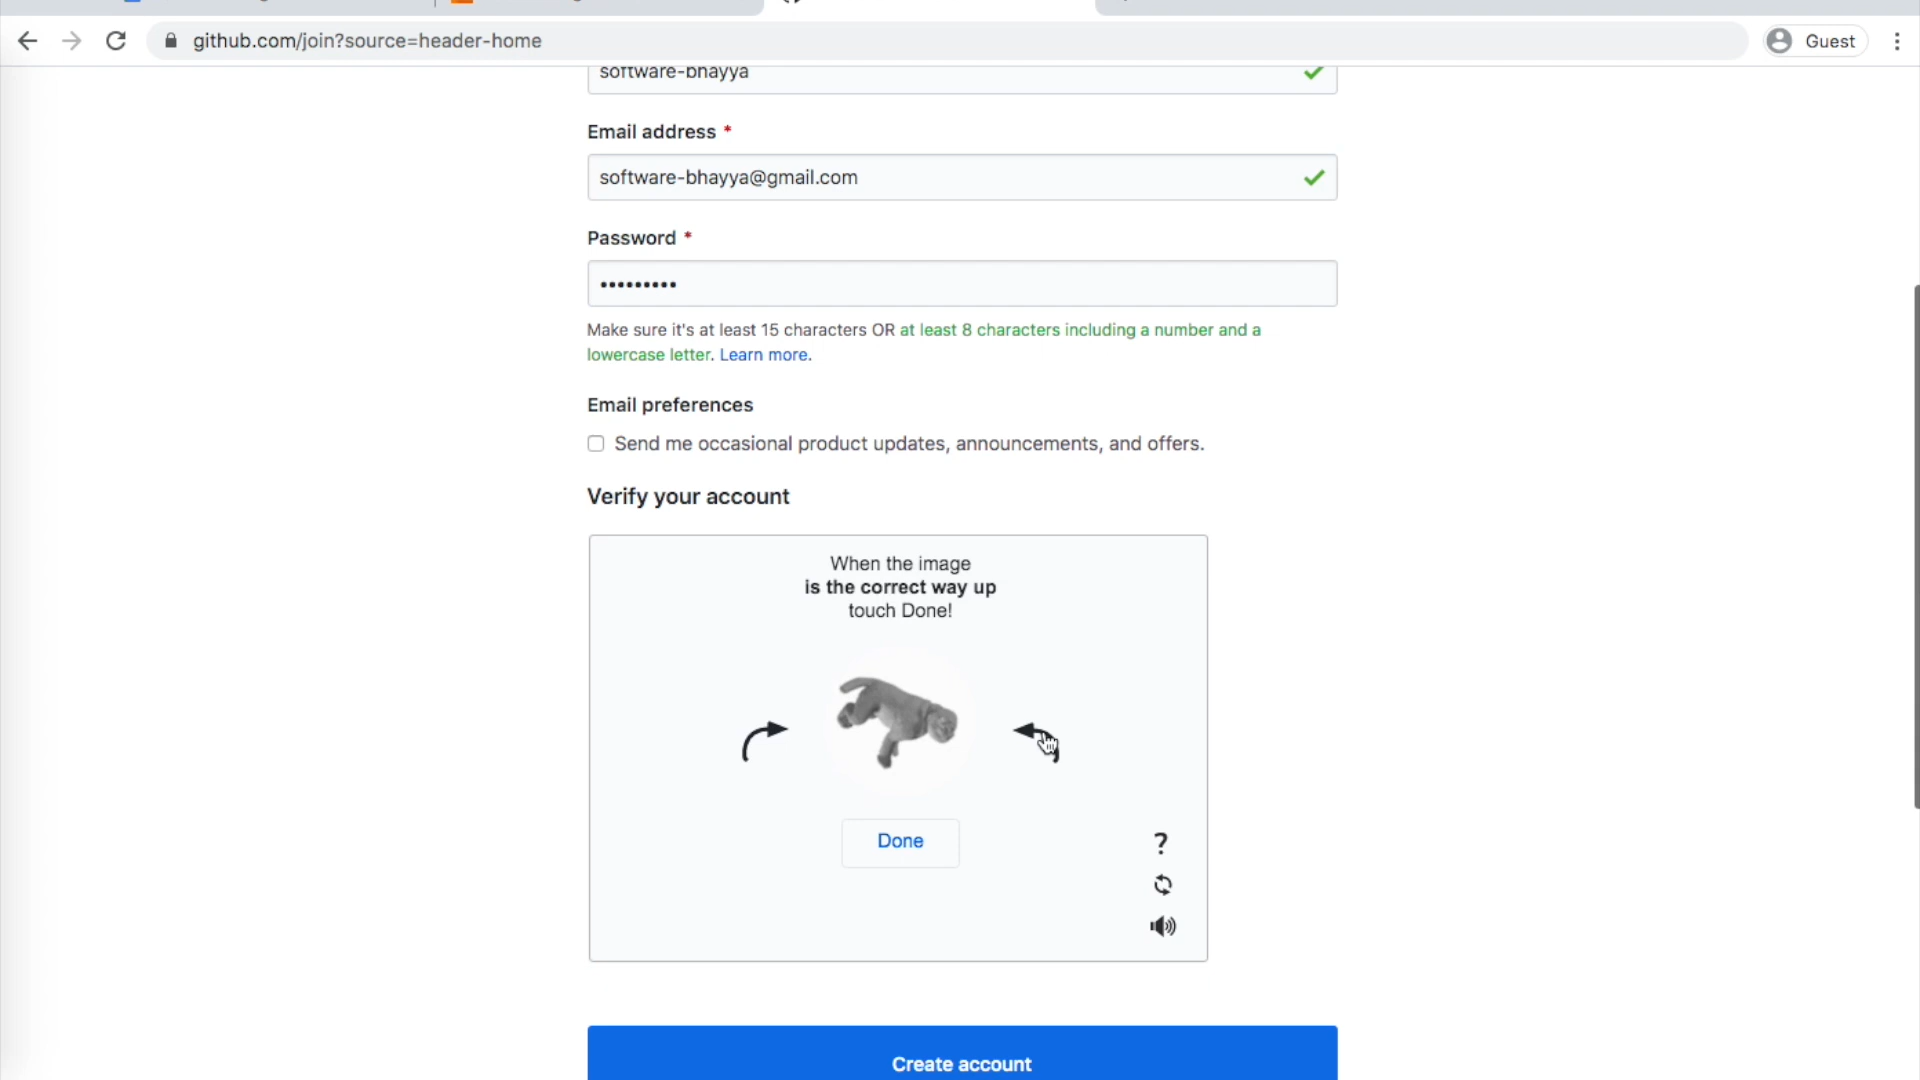 github.com/join?source=header-home
Guest
software-bhayya
Email address *
software-bhayya@gmail.com
Password *
•••••••••
Make sure it's at least 15 characters OR at least 8 characters including a number and a
lowercase letter. Learn more.
Email preferences
Send me occasional product updates, announcements, and offers.
Verify your account
When the image
is the correct way up
touch Done!
Done
?
Create account